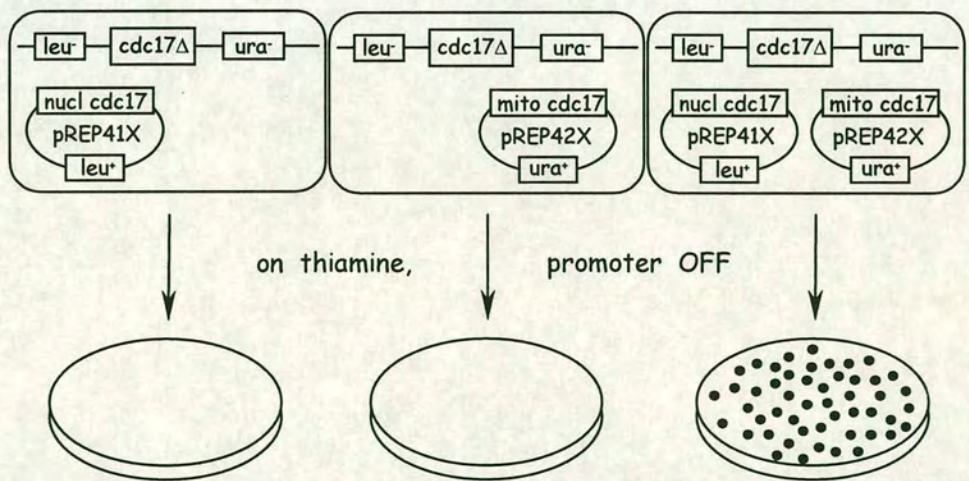 leu- cdc17Δ ura-
nucl cdc17
pREP41X
leu+
leu- cdc17Δ ura-
mito cdc17
pREP42X
ura+
leu- cdc17Δ ura-
nucl cdc17 mito cdc17
pREP41X pREP42X
leu+ ura+
on thiamine, promoter OFF